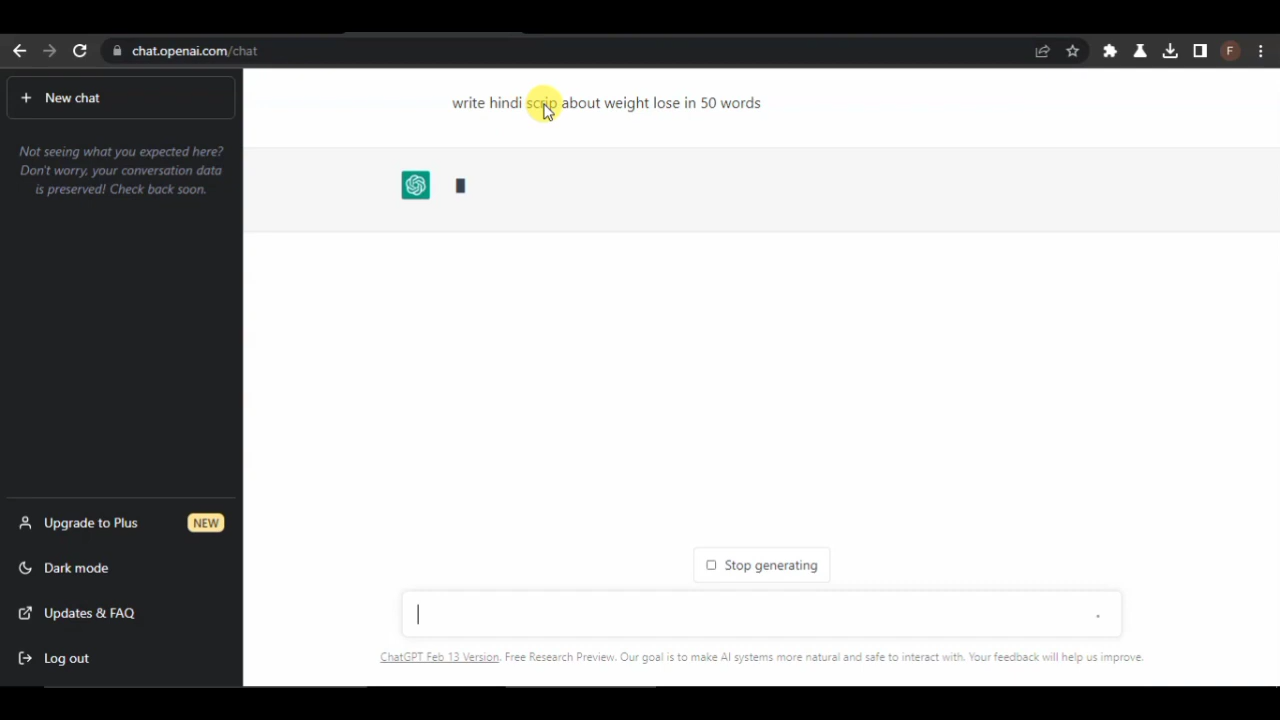 chat.openai.com/chat
F
+ New chat
Not seeing what you expected here?
Don't worry, your conversation data
is preserved! Check back soon.
write hindi scrip about weight lose in 50 words
Stop generating
Upgrade to Plus NEW
Dark mode
Updates & FAQ
Log out
ChatGPT Feb 13 Version. Free Research Preview. Our goal is to make AI systems more natural and safe to interact with. Your feedback will help us improve.